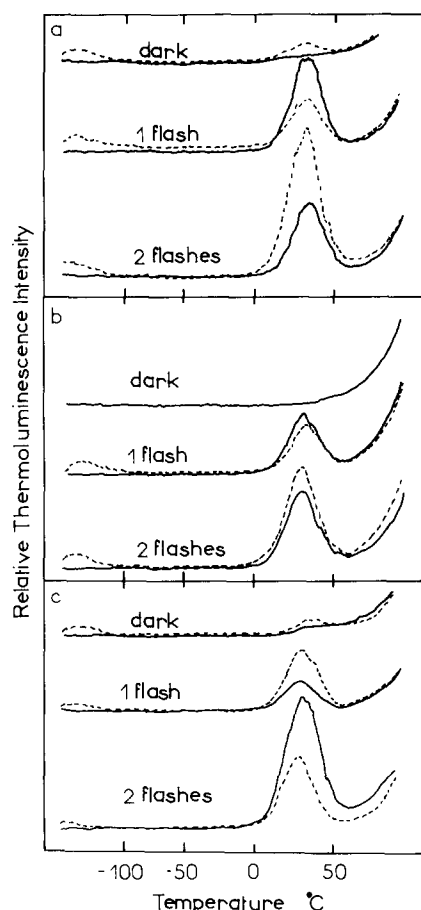 a
dark
1 flash
2 flashes
b
dark
1 flash
2 flashes
c
dark
1 flash
2 flashes
Relative Thermoluminescence Intensity
-100 -50 0 50
Temperature °C